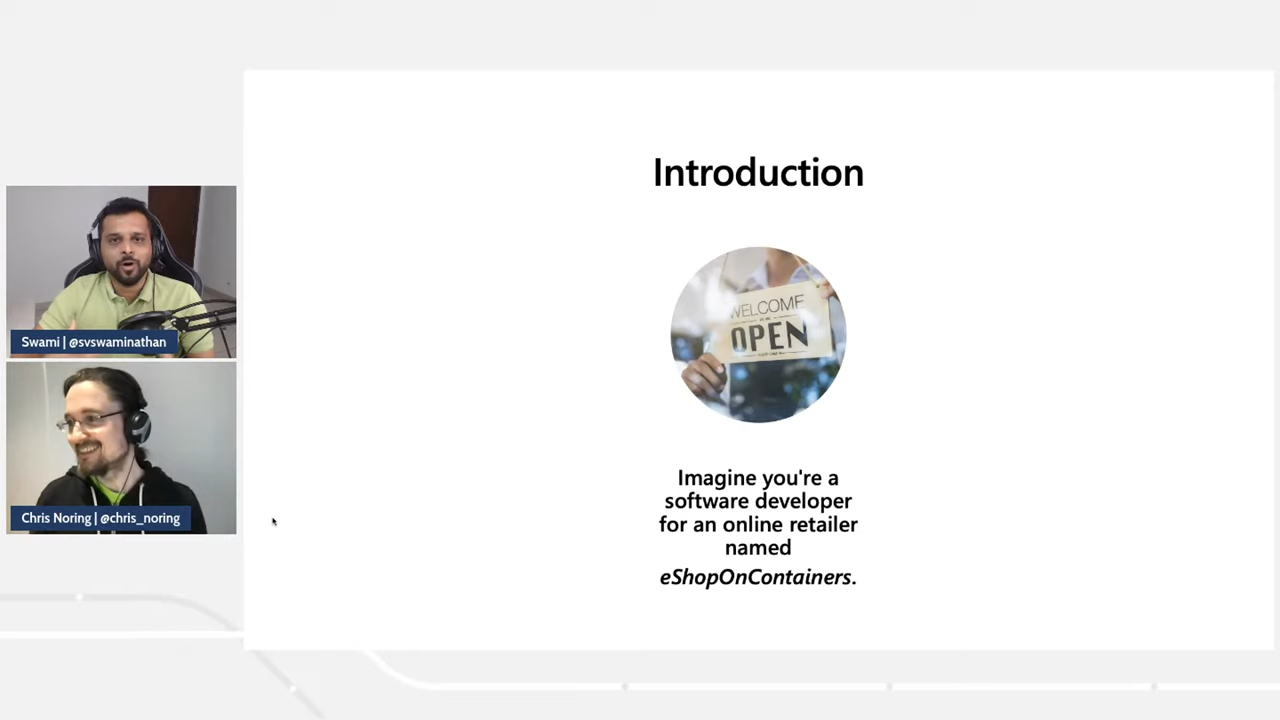 Introduction
WELCOME
OPEN
Imagine you're a
software developer
for an online retailer
named
eShopOnContainers.
Swami | @svswaminathan
Chris Noring | @chris_noring